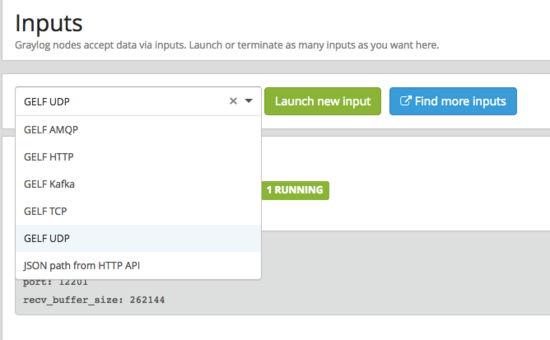 Inputs
Graylog nodes accept data via inputs. Launch or terminate as many inputs as you want here.
GELF UDP
Launch new input
Find more inputs
GELF AMQP
GELF HTTP
GELF Kafka
1 RUNNING
GELF TCP
GELF UDP
JSON path from HTTP API
port: 12201
recv_buffer_size: 262144